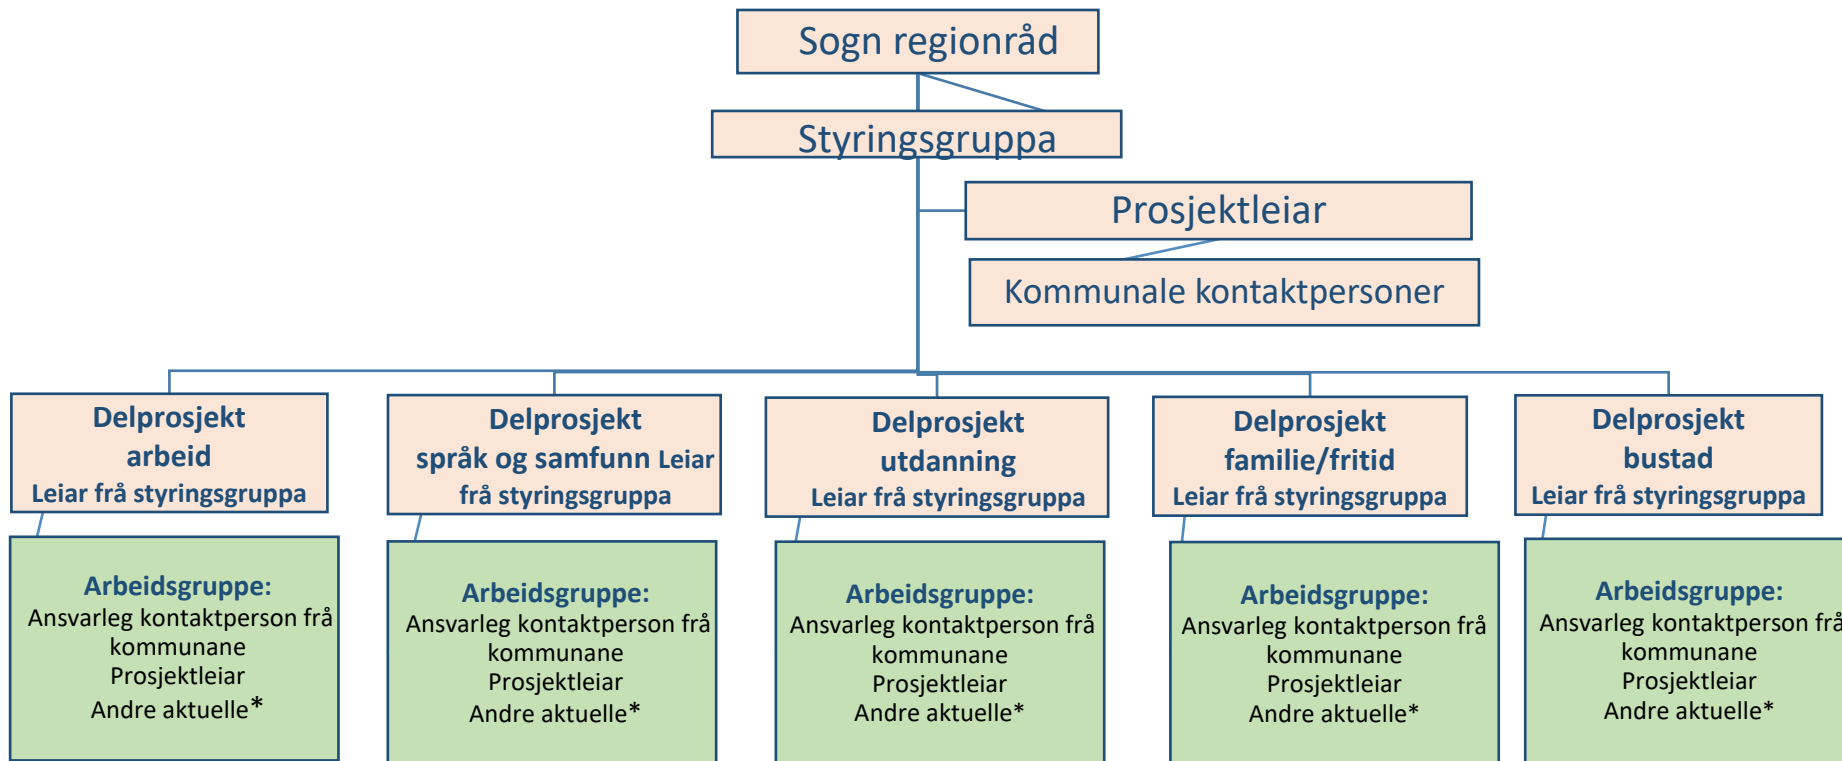 Sogn regionråd
Styringsgruppa
Prosjektleiar
Kommunale kontaktpersoner
Delprosjekt
arbeid
Leiar frå styringsgruppa
Delprosjekt
språk og samfunn Leiar
frå styringsgruppa
Delprosjekt
utdanning
Leiar frå styringsgruppa
Delprosjekt
familie/fritid
Leiar frå styringsgruppa
Delprosjekt
bustad
Leiar frå styringsgruppa
Arbeidsgruppe:
Ansvarleg kontaktperson frå
kommunane
Prosjektleiar
Andre aktuelle*
Arbeidsgruppe:
Ansvarleg kontaktperson frå
kommunane
Prosjektleiar
Andre aktuelle*
Arbeidsgruppe:
Ansvarleg kontaktperson frå
kommunane
Prosjektleiar
Andre aktuelle*
Arbeidsgruppe:
Ansvarleg kontaktperson frå
kommunane
Prosjektleiar
Andre aktuelle*
Arbeidsgruppe:
Ansvarleg kontaktperson frå
kommunane
Prosjektleiar
Andre aktuelle*